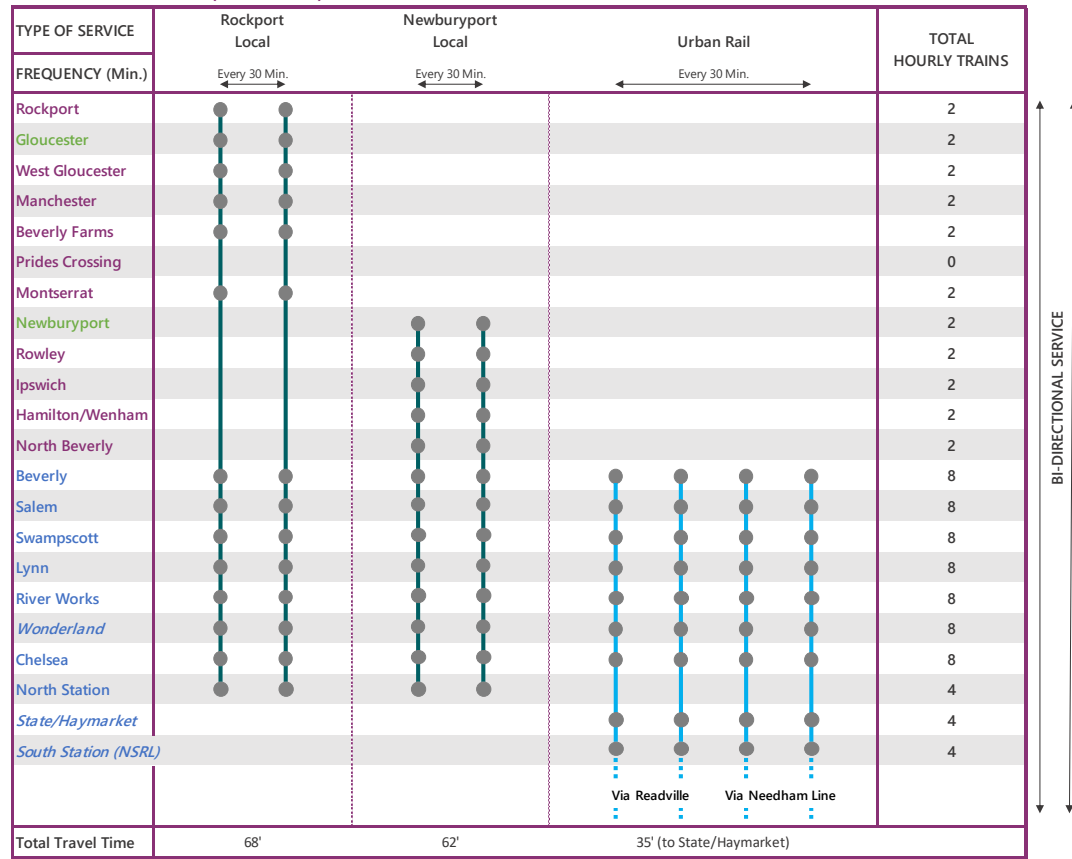 TYPE OF SERVICE
Rockport
Local
Newburyport
Local
Urban Rail
TOTAL
HOURLY TRAINS
FREQUENCY (Min.)
Every 30 Min.
Every 30 Min.
Every 30 Min.
Rockport 2
Gloucester 2
West Gloucester 2
Manchester 2
Beverly Farms 2
Prides Crossing 0
Montserrat 2
Newburyport 2
Rowley 2
Ipswich 2
Hamilton/Wenham 2
North Beverly 2
Beverly 8
Salem 8
Swampscott 8
Lynn 8
River Works 8
Wonderland 8
Chelsea 8
North Station 4
State/Haymarket 4
South Station (NSRL) 4
Via Readville Via Needham Line
Total Travel Time 68' 62' 35' (to State/Haymarket)
BI-DIRECTIONAL SERVICE